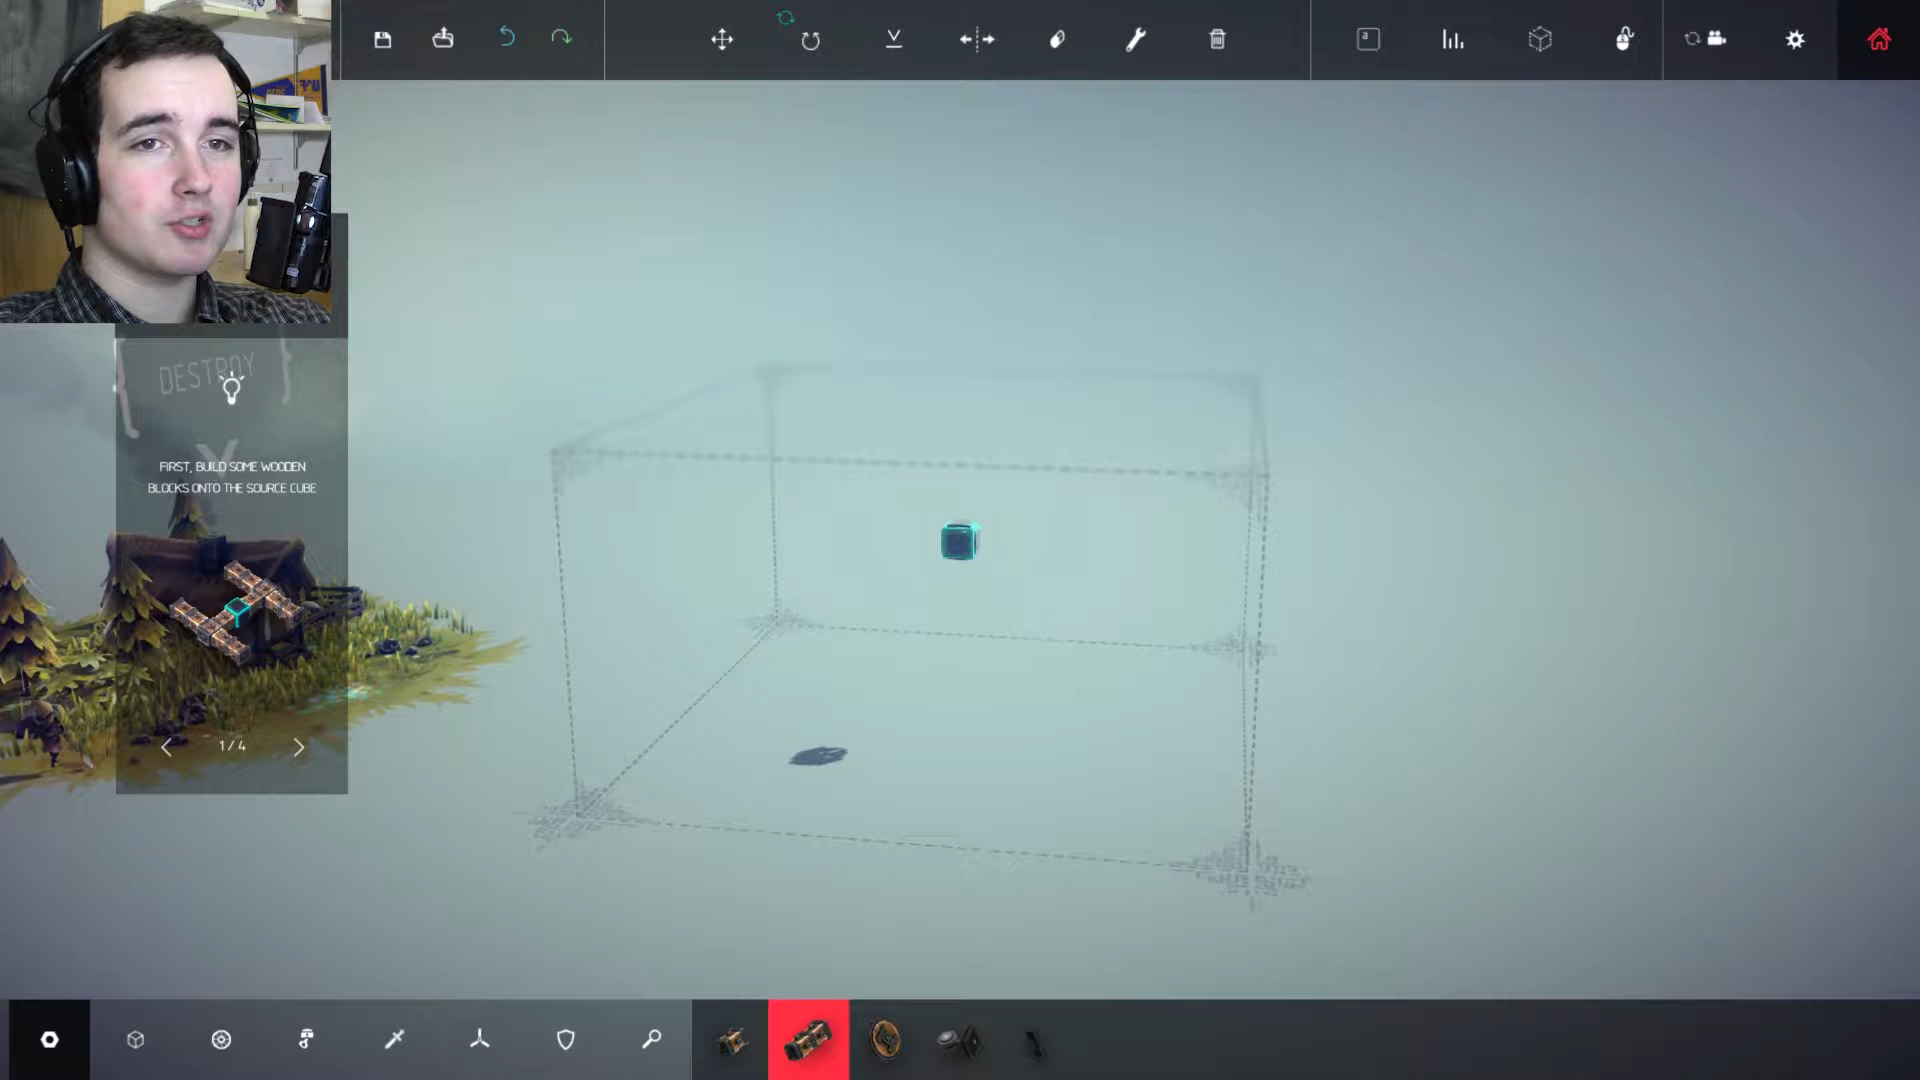 DESTROY
FIRST, BUILD SOME WOODEN
BLOCKS ONTO THE SOURCE CUBE
1/4